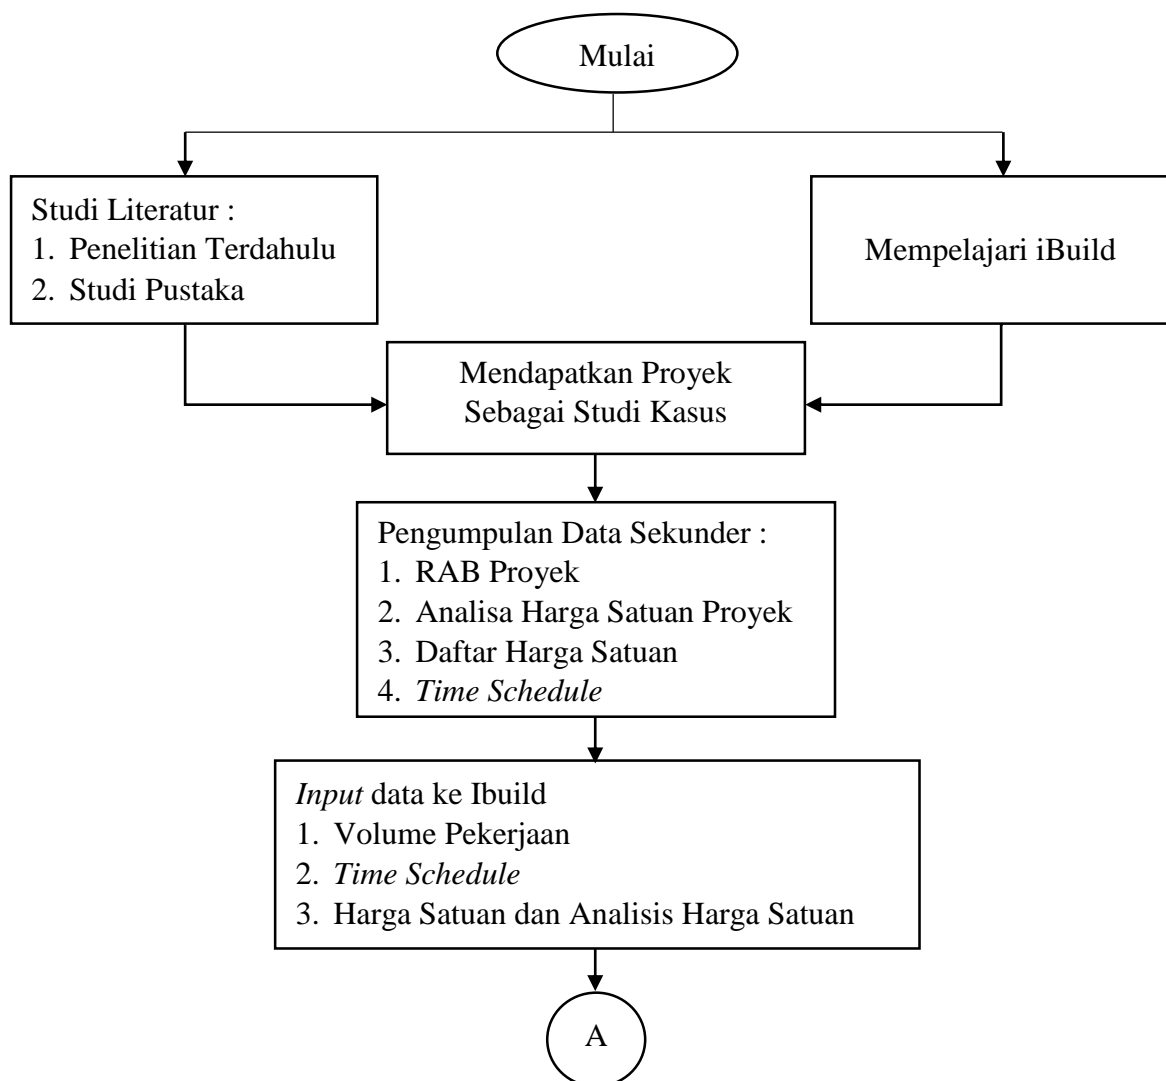 Mulai
Studi Literatur :
1. Penelitian Terdahulu
2. Studi Pustaka
Mempelajari iBuild
Mendapatkan Proyek
Sebagai Studi Kasus
Pengumpulan Data Sekunder :
1. RAB Proyek
2. Analisa Harga Satuan Proyek
3. Daftar Harga Satuan
4. Time Schedule
Input data ke Ibuild
1. Volume Pekerjaan
2. Time Schedule
3. Harga Satuan dan Analisis Harga Satuan
A